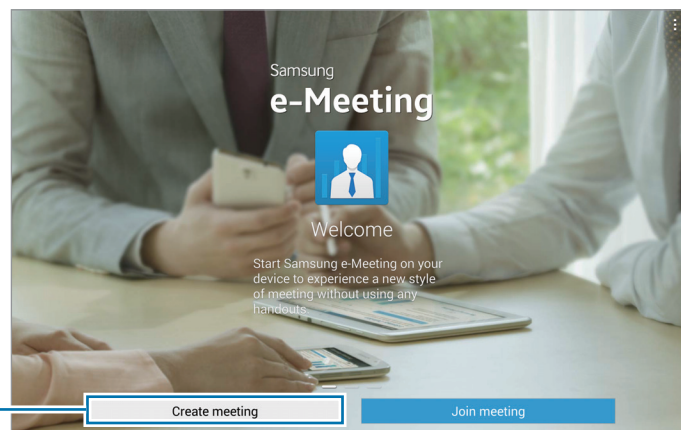 Samsung
e-Meeting
Welcome
Start Samsung e-Meeting on your
device to experience a new style
of meeting without using any
handouts.
Create meeting
Join meeting